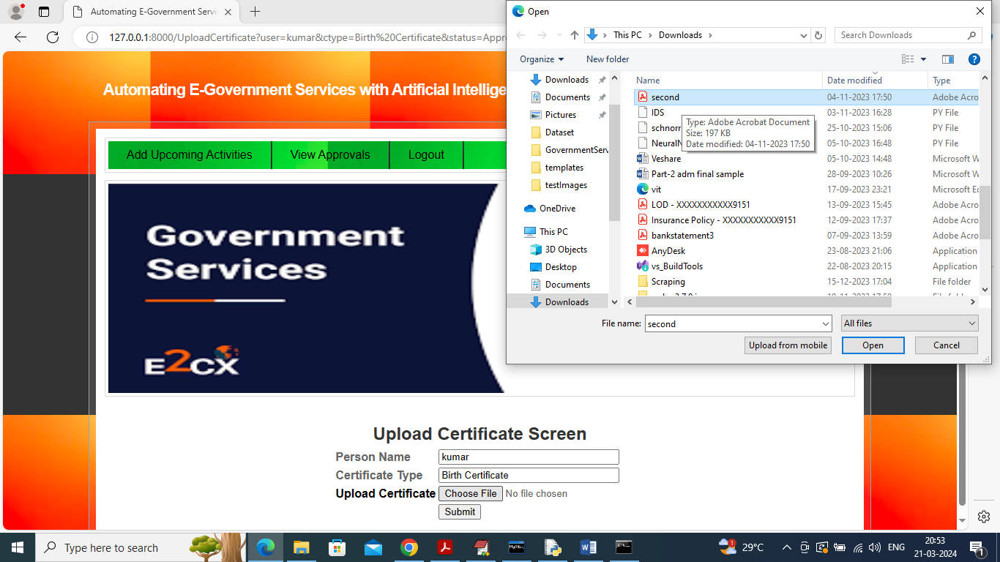 Automating E-Government Servi
127.0.0.1:8000/UploadCertificate?user=kumar&ctype=Birth%20Certificate&status=Appr
Automating E-Government Services with Artificial Intellige
Add Upcoming Activities
View Approvals
Logout
Government
Services
E2CX
Upload Certificate Screen
Person Name kumar
Certificate Type Birth Certificate
Upload Certificate Choose File No file chosen
Submit
Open
This PC > Downloads >
Search Downloads
Organize
New folder
Downloads
Documents
Pictures
Dataset
GovernmentServ
templates
testImages
OneDrive
This PC
3D Objects
Desktop
Documents
Downloads
Name Date modified Type
second 04-11-2023 17:50 Adobe Acro
IDS 03-11-2023 16:28 PY File
schnorr 25-10-2023 15:06 PY File
NeuralN 05-10-2023 16:48 PY File
Veshare 05-10-2023 14:48 Microsoft W
Part-2 adm final sample 28-09-2023 10:26 Microsoft W
vit 17-09-2023 23:21 Microsoft Ed
LOD - XXXXXXXXXXX9151 13-09-2023 15:45 Adobe Acro
Insurance Policy - XXXXXXXXXXX9151 12-09-2023 17:37 Adobe Acro
bankstatement3 07-09-2023 13:59 Adobe Acro
AnyDesk 23-08-2023 21:06 Application
vs_BuildTools 22-08-2023 20:15 Application
Scraping 15-12-2023 17:04 File folder
Type: Adobe Acrobat Document
Size: 197 KB
Date modified: 04-11-2023 17:50
File name: second
All files
Upload from mobile
Open
Cancel
Type here to search
29°C
ENG
20:53
21-03-2024